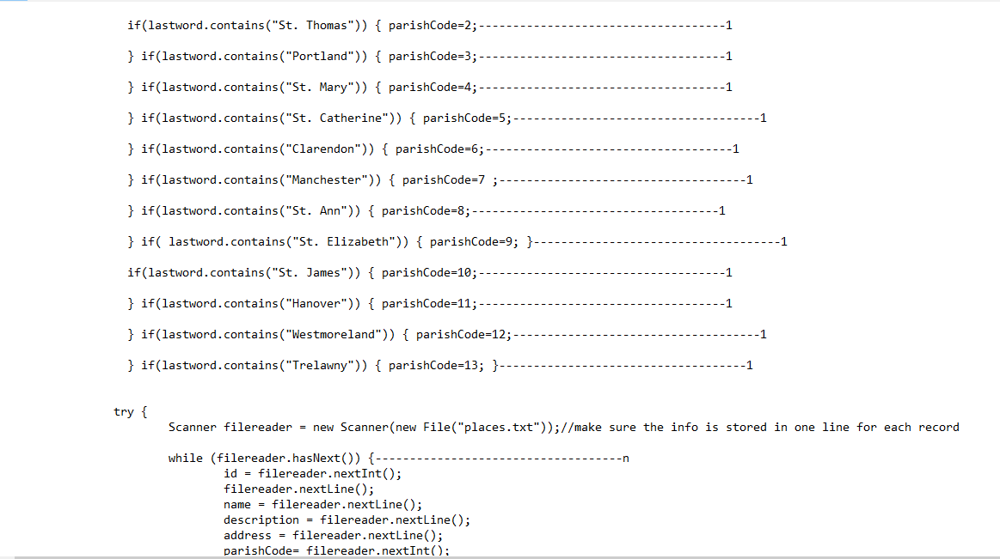 if(lastword.contains("St. Thomas")) { parishCode=2;------------------------------------1
} if(lastword.contains("Portland")) { parishCode=3;------------------------------------1
} if(lastword.contains("St. Mary")) { parishCode=4;------------------------------------1
} if(lastword.contains("St. Catherine")) { parishCode=5;------------------------------------1
} if(lastword.contains("Clarendon")) { parishCode=6;------------------------------------1
} if(lastword.contains("Manchester")) { parishCode=7 ;------------------------------------1
} if(lastword.contains("St. Ann")) { parishCode=8;------------------------------------1
} if( lastword.contains("St. Elizabeth")) { parishCode=9; }------------------------------------1
if(lastword.contains("St. James")) { parishCode=10;------------------------------------1
} if(lastword.contains("Hanover")) { parishCode=11;------------------------------------1
} if(lastword.contains("Westmoreland")) { parishCode=12;------------------------------------1
} if(lastword.contains("Trelawny")) { parishCode=13; }------------------------------------1
try {
Scanner filereader = new Scanner(new File("places.txt"));//make sure the info is stored in one line for each record
while (filereader.hasNext()) {------------------------------------n
id = filereader.nextInt();
filereader.nextLine();
name = filereader.nextLine();
description = filereader.nextLine();
address = filereader.nextLine();
parishCode= filereader.nextInt();